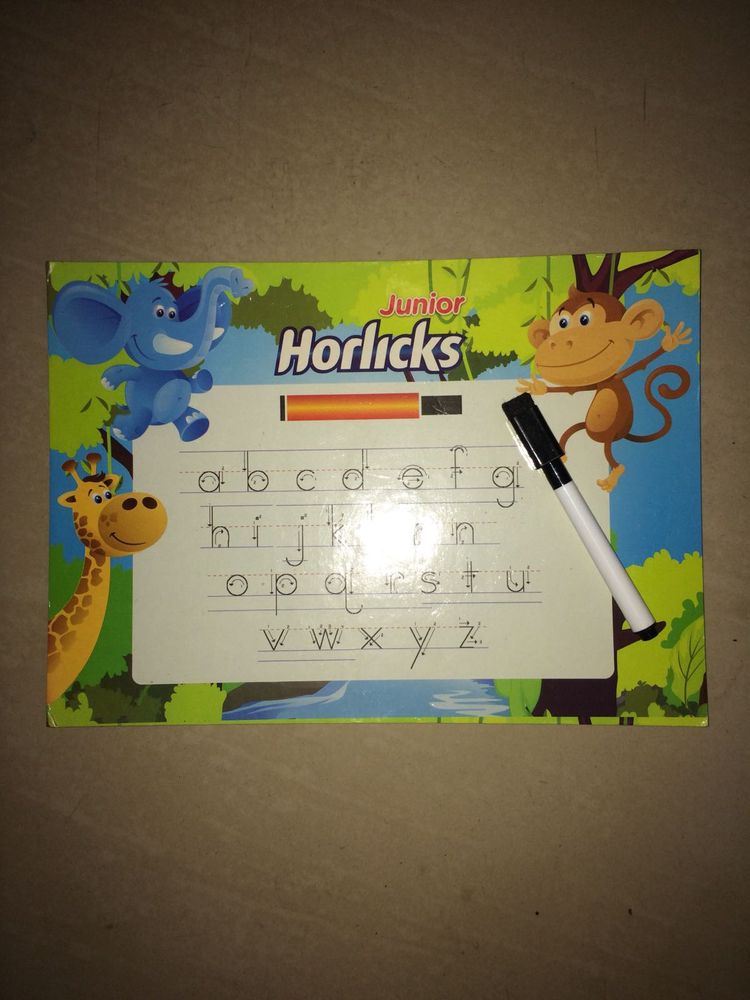 Junior
Horlicks
a b c d e f g
h i j k m n
o p q r s t u
v w x y z